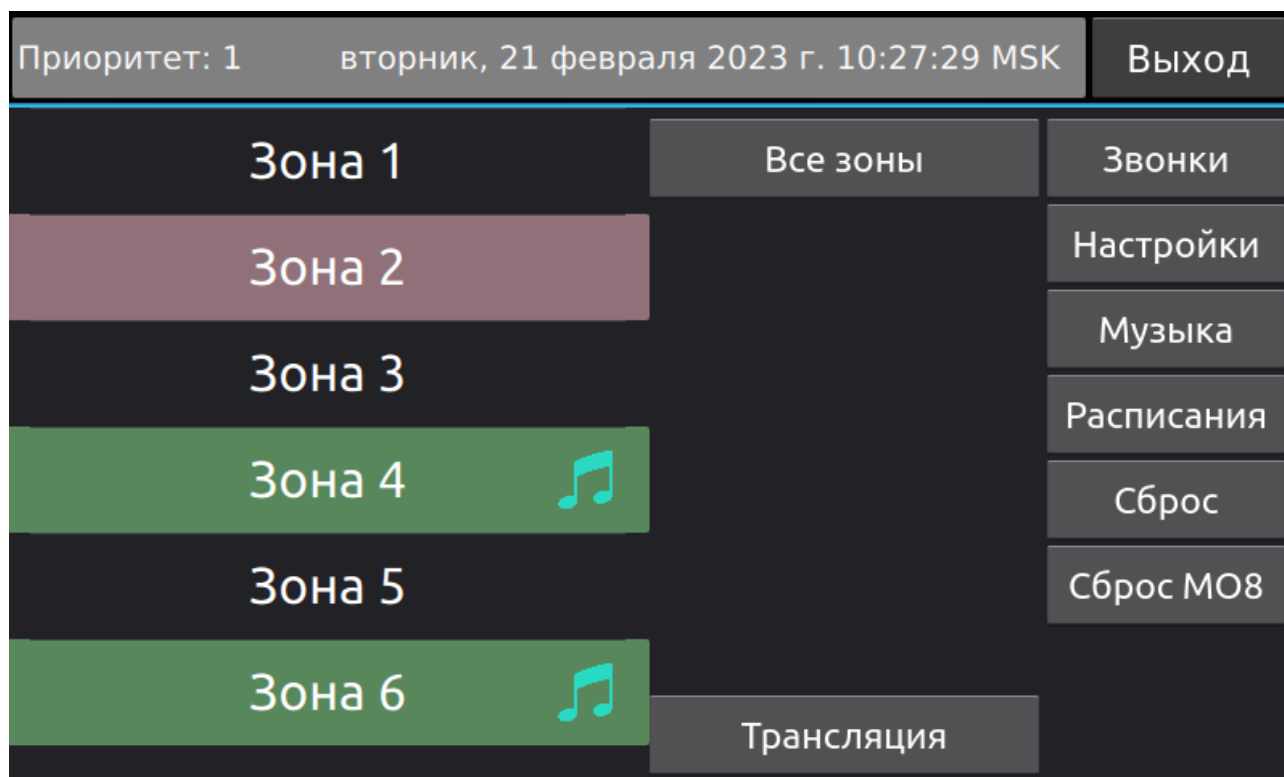 Приоритет: 1 вторник, 21 февраля 2023 г. 10:27:29 MSK Выход
Зона 1
Зона 2
Зона 3
Зона 4
Зона 5
Зона 6
Все зоны
Трансляция
Звонки
Настройки
Музыка
Расписания
Сброс
Сброс МО8